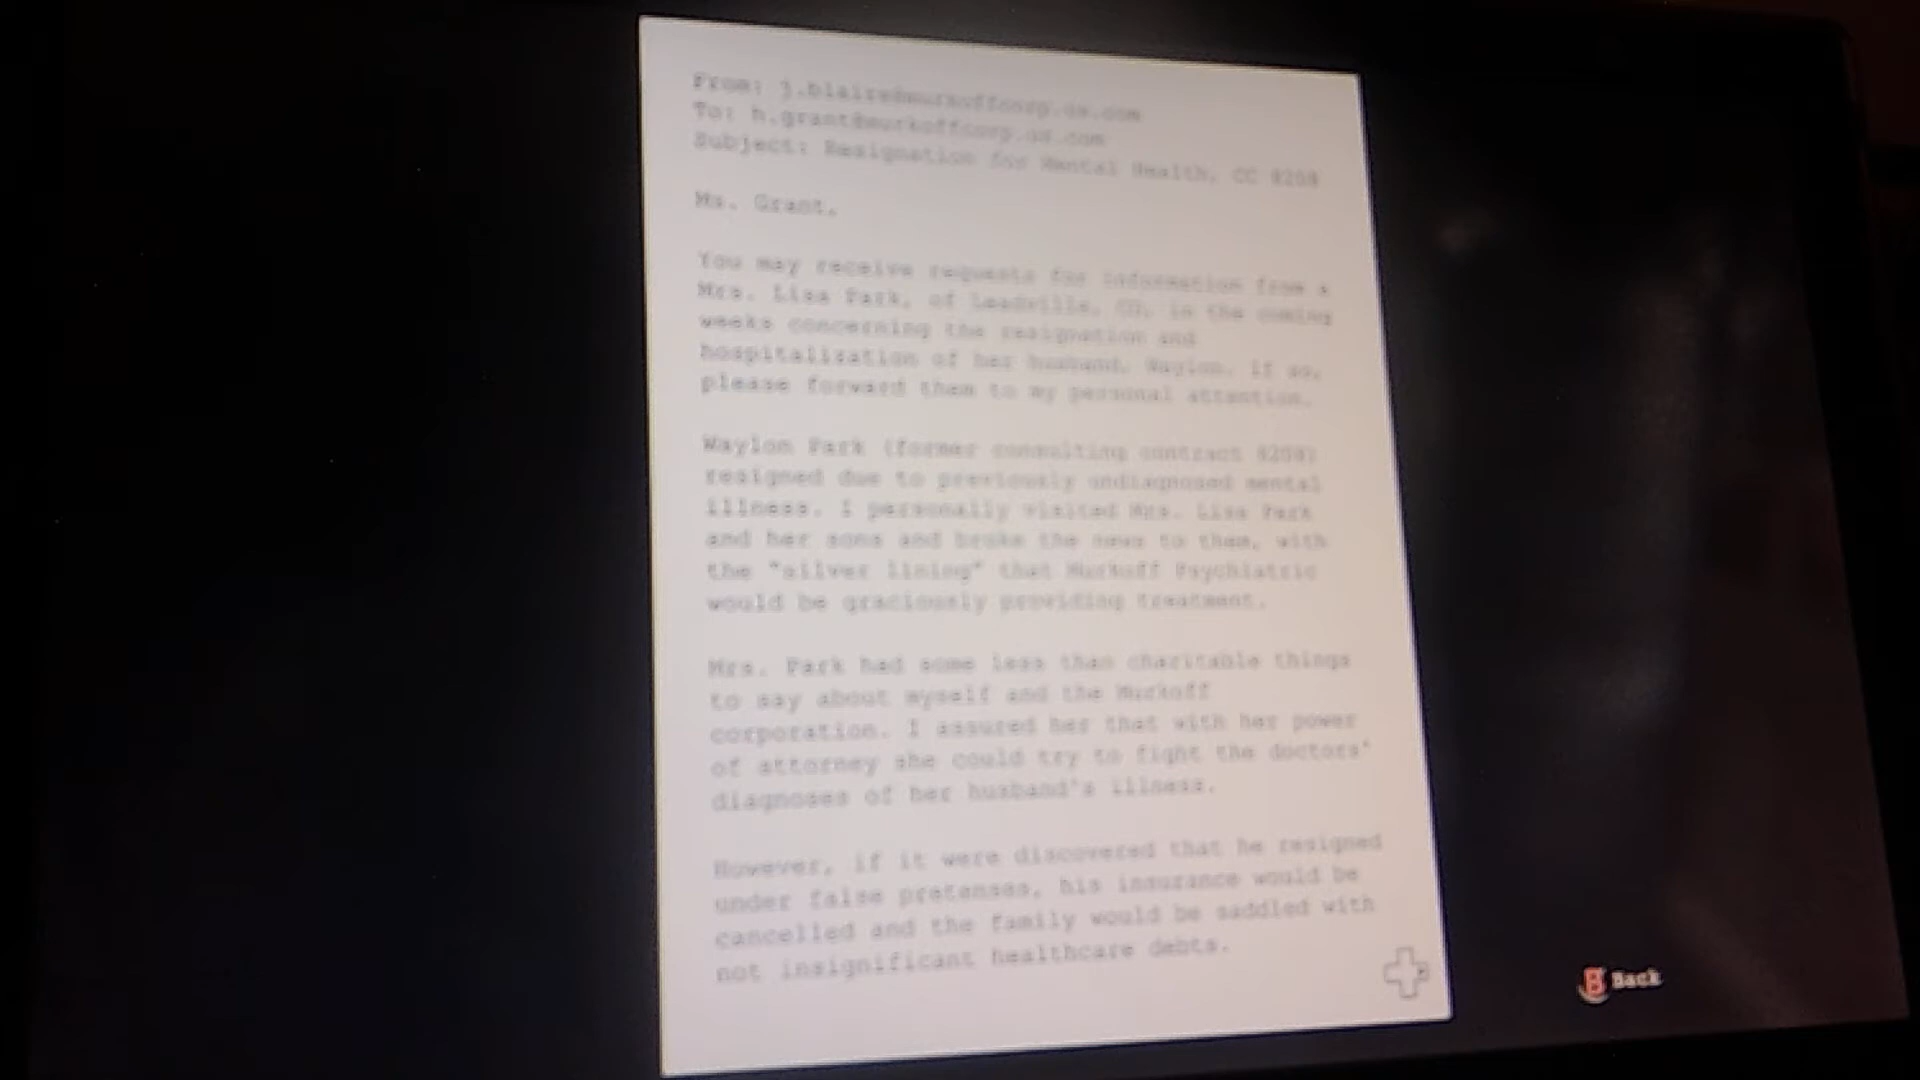 From: j.blaire@murkoffcorp.us.com
To: h.grant@murkoffcorp.us.com
Subject: Resignation for Mental Health, CC 8208
Ms. Grant,
You may receive requests for information from a
Mrs. Lisa Park, of Leadville, CO, in the coming
weeks concerning the resignation and
hospitalization of her husband, Waylon. If so,
please forward them to my personal attention.
Waylon Park (former consulting contract 8208)
resigned due to previously undiagnosed mental
illness. I personally visited Mrs. Lisa Park
and her sons and broke the news to them, with
the "silver lining" that Murkoff Psychiatric
would be graciously providing treatment.
Mrs. Park had some less than charitable things
to say about myself and the Murkoff
corporation. I assured her that with her power
of attorney she could try to fight the doctors'
diagnoses of her husband's illness.
However, if it were discovered that he resigned
under false pretenses, his insurance would be
cancelled and the family would be saddled with
not insignificant healthcare debts.
B Back